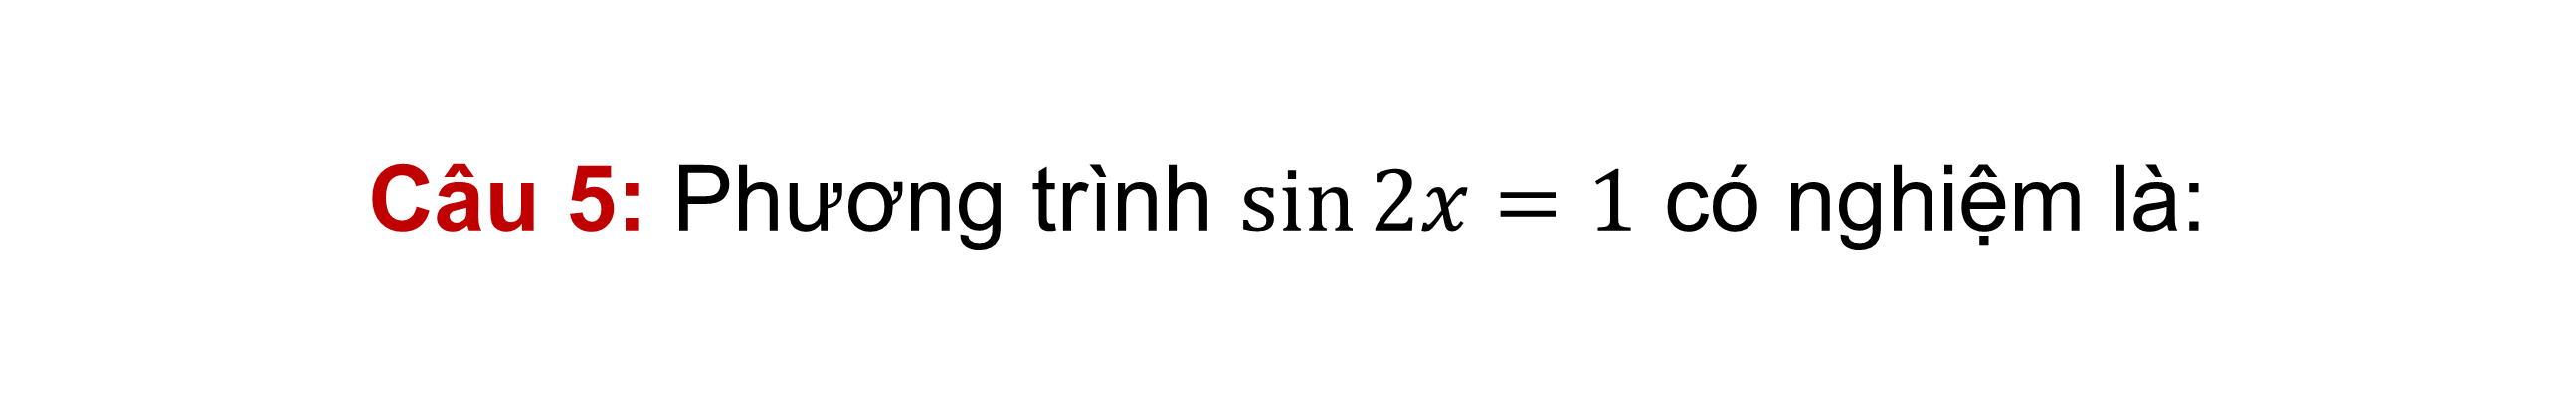 Câu 5: Phương trình sin 2x = 1 có nghiệm là: